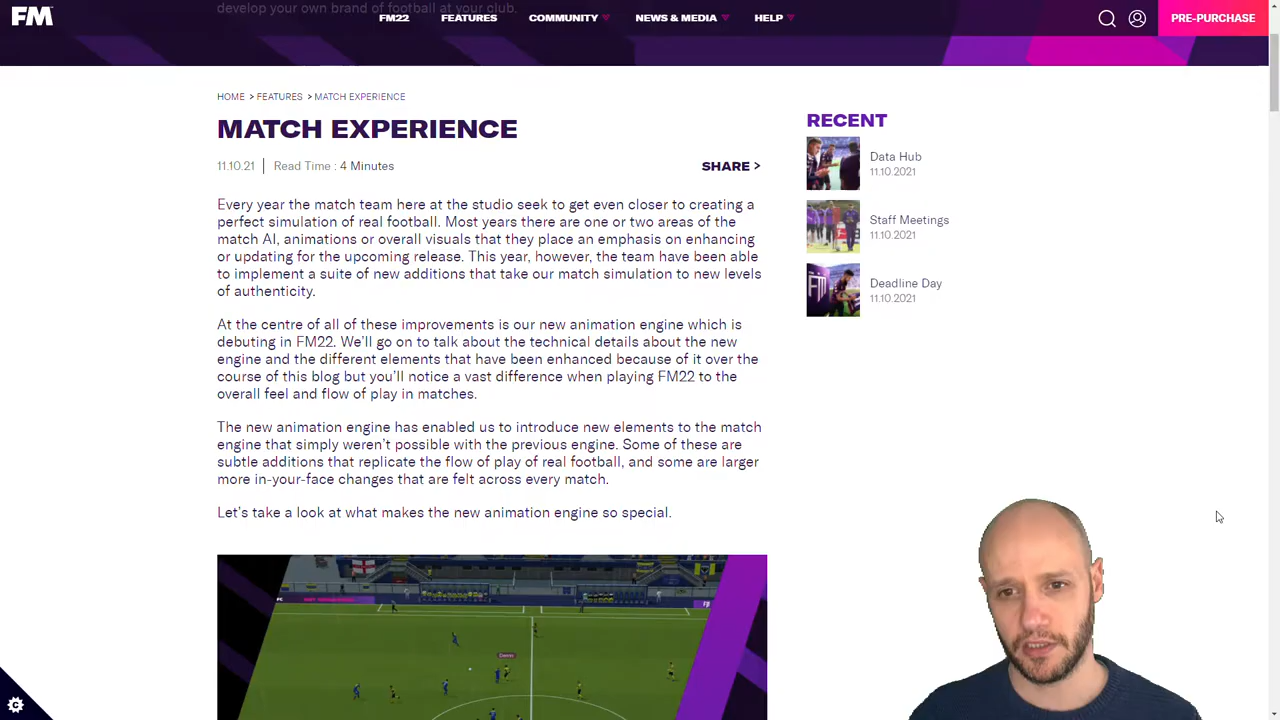 develop your own brand of football at your club.
FM
FM22
FEATURES
COMMUNITY
NEWS & MEDIA
HELP
PRE-PURCHASE
HOME > FEATURES > MATCH EXPERIENCE
MATCH EXPERIENCE
11.10.21 | Read Time : 4 Minutes
SHARE >
Every year the match team here at the studio seek to get even closer to creating a
perfect simulation of real football. Most years there are one or two areas of the
match AI, animations or overall visuals that they place an emphasis on enhancing
or updating for the upcoming release. This year, however, the team have been able
to implement a suite of new additions that take our match simulation to new levels
of authenticity.
At the centre of all of these improvements is our new animation engine which is
debuting in FM22. We'll go on to talk about the technical details about the new
engine and the different elements that have been enhanced because of it over the
course of this blog but you'll notice a vast difference when playing FM22 to the
overall feel and flow of play in matches.
The new animation engine has enabled us to introduce new elements to the match
engine that simply weren't possible with the previous engine. Some of these are
subtle additions that replicate the flow of play of real football, and some are larger
more in-your-face changes that are felt across every match.
Let's take a look at what makes the new animation engine so special.
RECENT
Data Hub
11.10.2021
Staff Meetings
11.10.2021
Deadline Day
11.10.2021